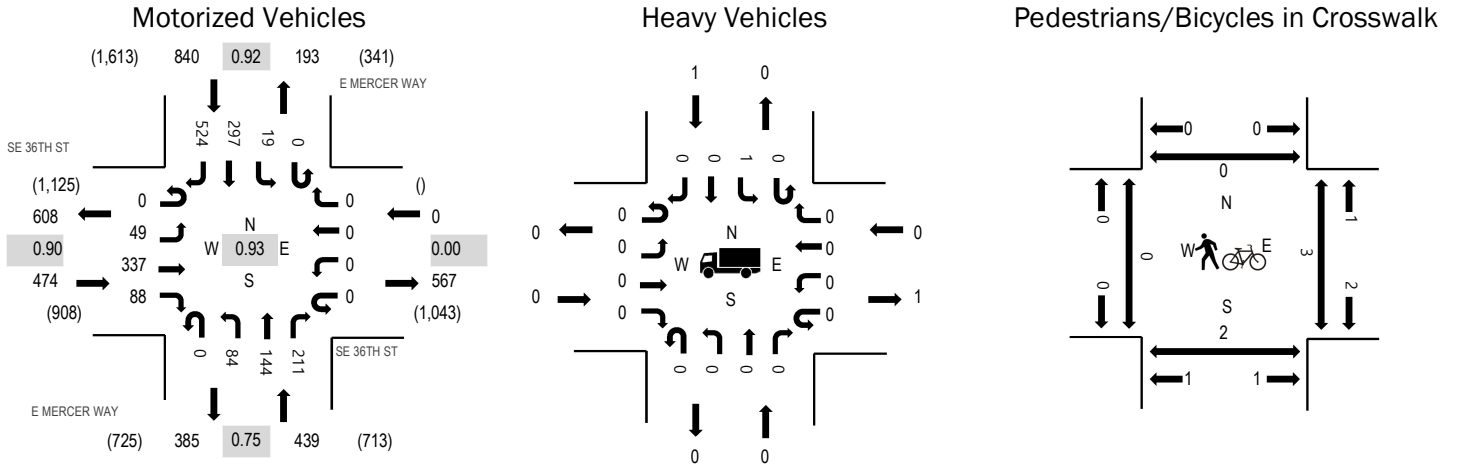 Motorized Vehicles
(1,613) 840 0.92 193 (341)
E MERCER WAY
524 297 19 0
SE 36TH ST
(1,125) 0 0 ()
608 0
49 N 0
0.90 W 0.93 E 0.00
337 0
474 S 567
88 0
(908) (1,043)
0 84 144 211
SE 36TH ST
E MERCER WAY
(725) 385 0.75 439 (713)
Heavy Vehicles
1 0
0 0 1 0
0 0
0 N 0
0 0
W E
0 0
0 S 1
0 0
0 0 0 0
0 0
Pedestrians/Bicycles in Crosswalk
0 0
0
N
0 1
0 W E 3
0 S 2
2
1 1